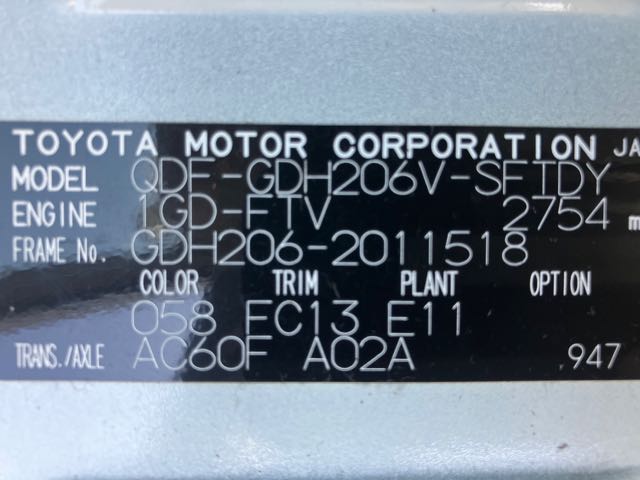 TOYOTA MOTOR CORPORATION JA
MODEL QDF-GDH206V-SFTDY
ENGINE 1GD-FTV 2754 m
FRAME No. GDH206-2011518
COLOR TRIM PLANT OPTION
058 FC13 E11
TRANS./AXLE AC60F A02A 947